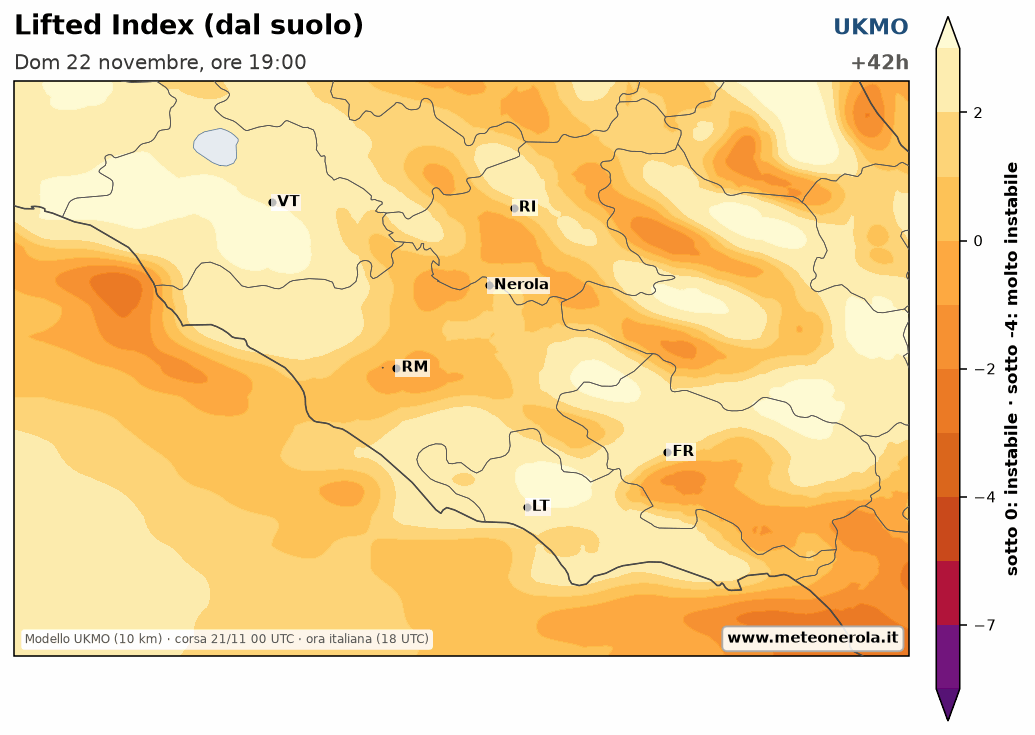 Lifted Index (dal suolo)
UKMO
Dom 22 novembre, ore 19:00
+42h
VT
RI
Nerola
RM
FR
LT
2
0
−2
−4
−7
sotto 0: instabile · sotto -4: molto instabile
Modello UKMO (10 km) · corsa 21/11 00 UTC · ora italiana (18 UTC)
www.meteonerola.it